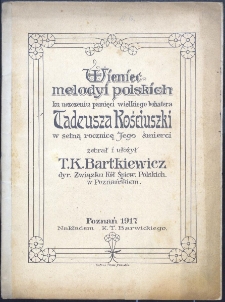 Wieniec
melodyi polskich
ku uczczeniu pamięci wielkiego bohatera
Tadeusza Kościuszki
w setną rocznicę Jego śmierci
zebrał i ułożył
T.K.Bartkiewicz
dyr. Związku Kół Śpiew. Polskich.
w Poznańskiem.
Poznań 1917
Nakładem K.T. Barwickiego.